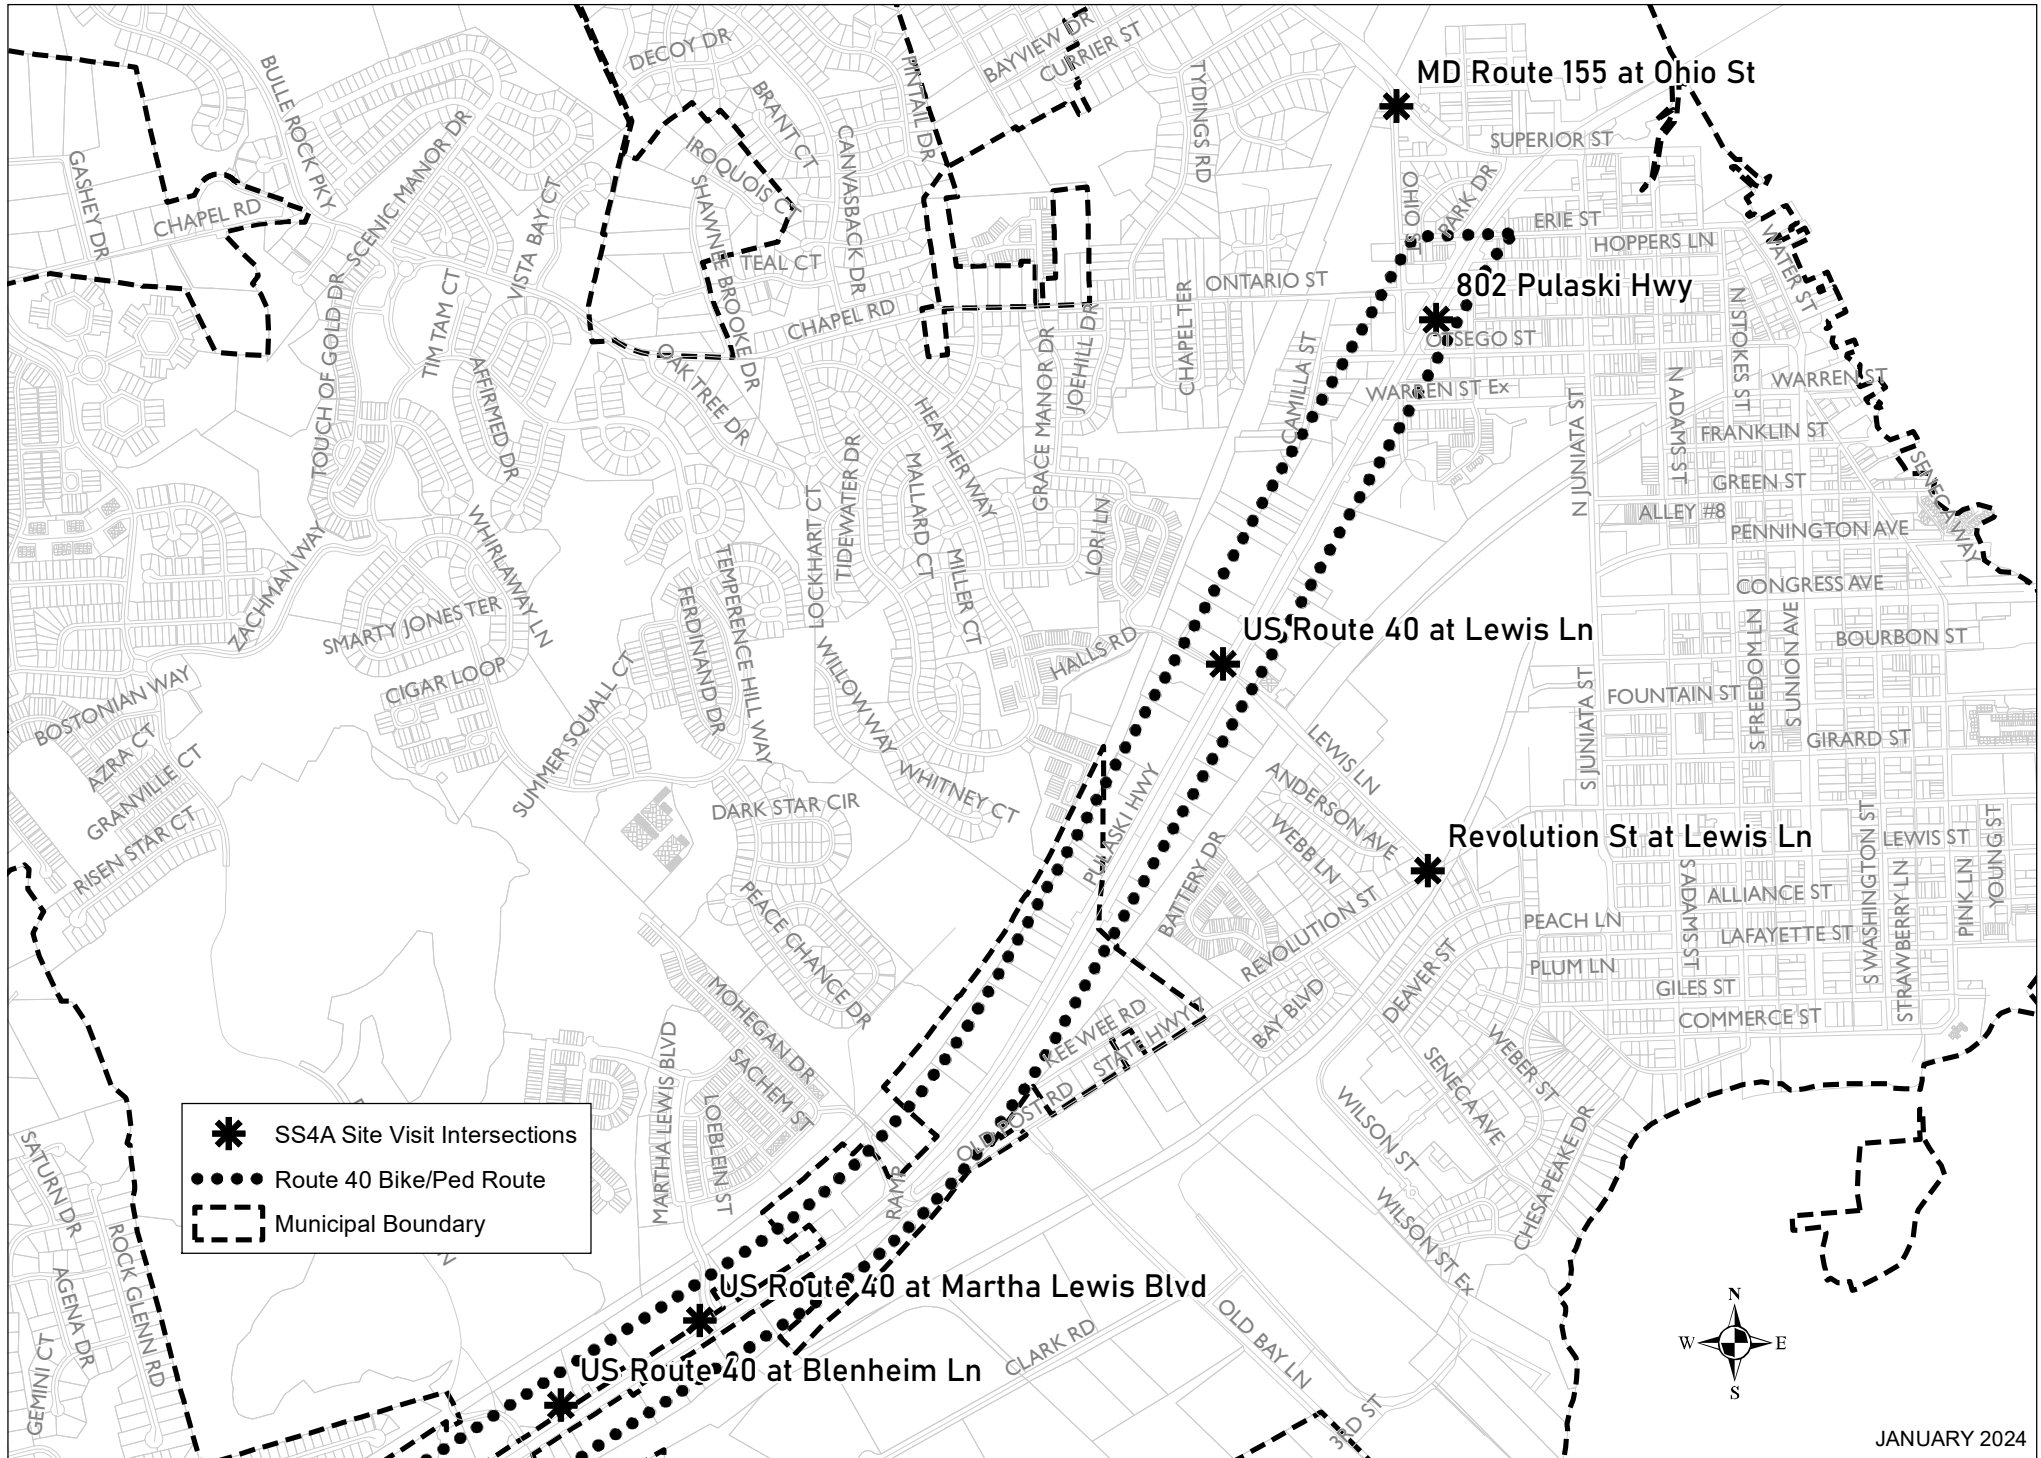 DECOY DR
BAYVIEW DR
CURRIER ST
PINTAIL DR
BULLE ROCK PKY
BRANT CT
TYDINGS RD
MD Route 155 at Ohio St
SUPERIOR ST
CANVASBACK DR
IROQUOIS CT
GASHEY DR
SCENIC MANOR DR
SHAWNEE BROOKE DR
OHIO ST
PARK DR
CHAPEL RD
VISTA BAY CT
ERIE ST
HOPPERS LN
WATER ST
TEAL CT
ONTARIO ST
802 Pulaski Hwy
TIM TAM CT
TOUCH OF GOLD DR
CHAPEL RD
CHAPEL TER
N STOKES ST
OTSEGO ST
OAK TREE DR
JOEHILL DR
GRACE MANOR DR
CAMILLA ST
WARREN ST Ex
WARREN ST
AFFIRMED DR
HEATHER WAY
N JUNIATA ST
N ADAMS ST
FRANKLIN ST
TIDEWATER DR
MALLARD CT
GREEN ST
SENECA WAY
ALLEY #8
PENNINGTON AVE
LOCKHART CT
LORI LN
WHIRLAWAY LN
ZACHMAN WAY
TEMPERENCE HILL WAY
MILLER CT
CONGRESS AVE
SMARTY JONES TER
FERDINAND DR
S FREEDOM LN
S UNION AVE
US Route 40 at Lewis Ln
BOURBON ST
HALLS RD
CIGAR LOOP
WILLOW WAY
BOSTONIAN WAY
SUMMER SQUALL CT
FOUNTAIN ST
S JUNIATA ST
AZRA CT
LEWIS LN
GIRARD ST
GRANVILLE CT
WHITNEY CT
PULASKI HWY
ANDERSON AVE
DARK STAR CIR
RISEN STAR CT
WEBB LN
BATTERY DR
Revolution St at Lewis Ln
LEWIS ST
S WASHINGTON ST
STRAWBERRY LN
PINK LN
YOUNG ST
PEACE CHANCE DR
S ADAMS ST
ALLIANCE ST
REVOLUTION ST
PEACH LN
LAFAYETTE ST
DEAVER ST
PLUM LN
GILES ST
MOHEGAN DR
BAY BLVD
COMMERCE ST
REE WEE RD
STATE HWY 7
MARTHA LEWIS BLVD
SACHEM ST
WEBER ST
SENECA AVE
LOEBLEIN ST
OLD POST RD
WILSON ST
CHESAPEAKE DR
SS4A Site Visit Intersections
Route 40 Bike/Ped Route
Municipal Boundary
SATURN DR
RAMP
WILSON ST Ex
ROCK GLENN RD
AGENA DR
GEMINI CT
US Route 40 at Martha Lewis Blvd
CLARK RD
OLD BAY LN
US Route 40 at Blenheim Ln
3RD ST
N
W
E
S
JANUARY 2024